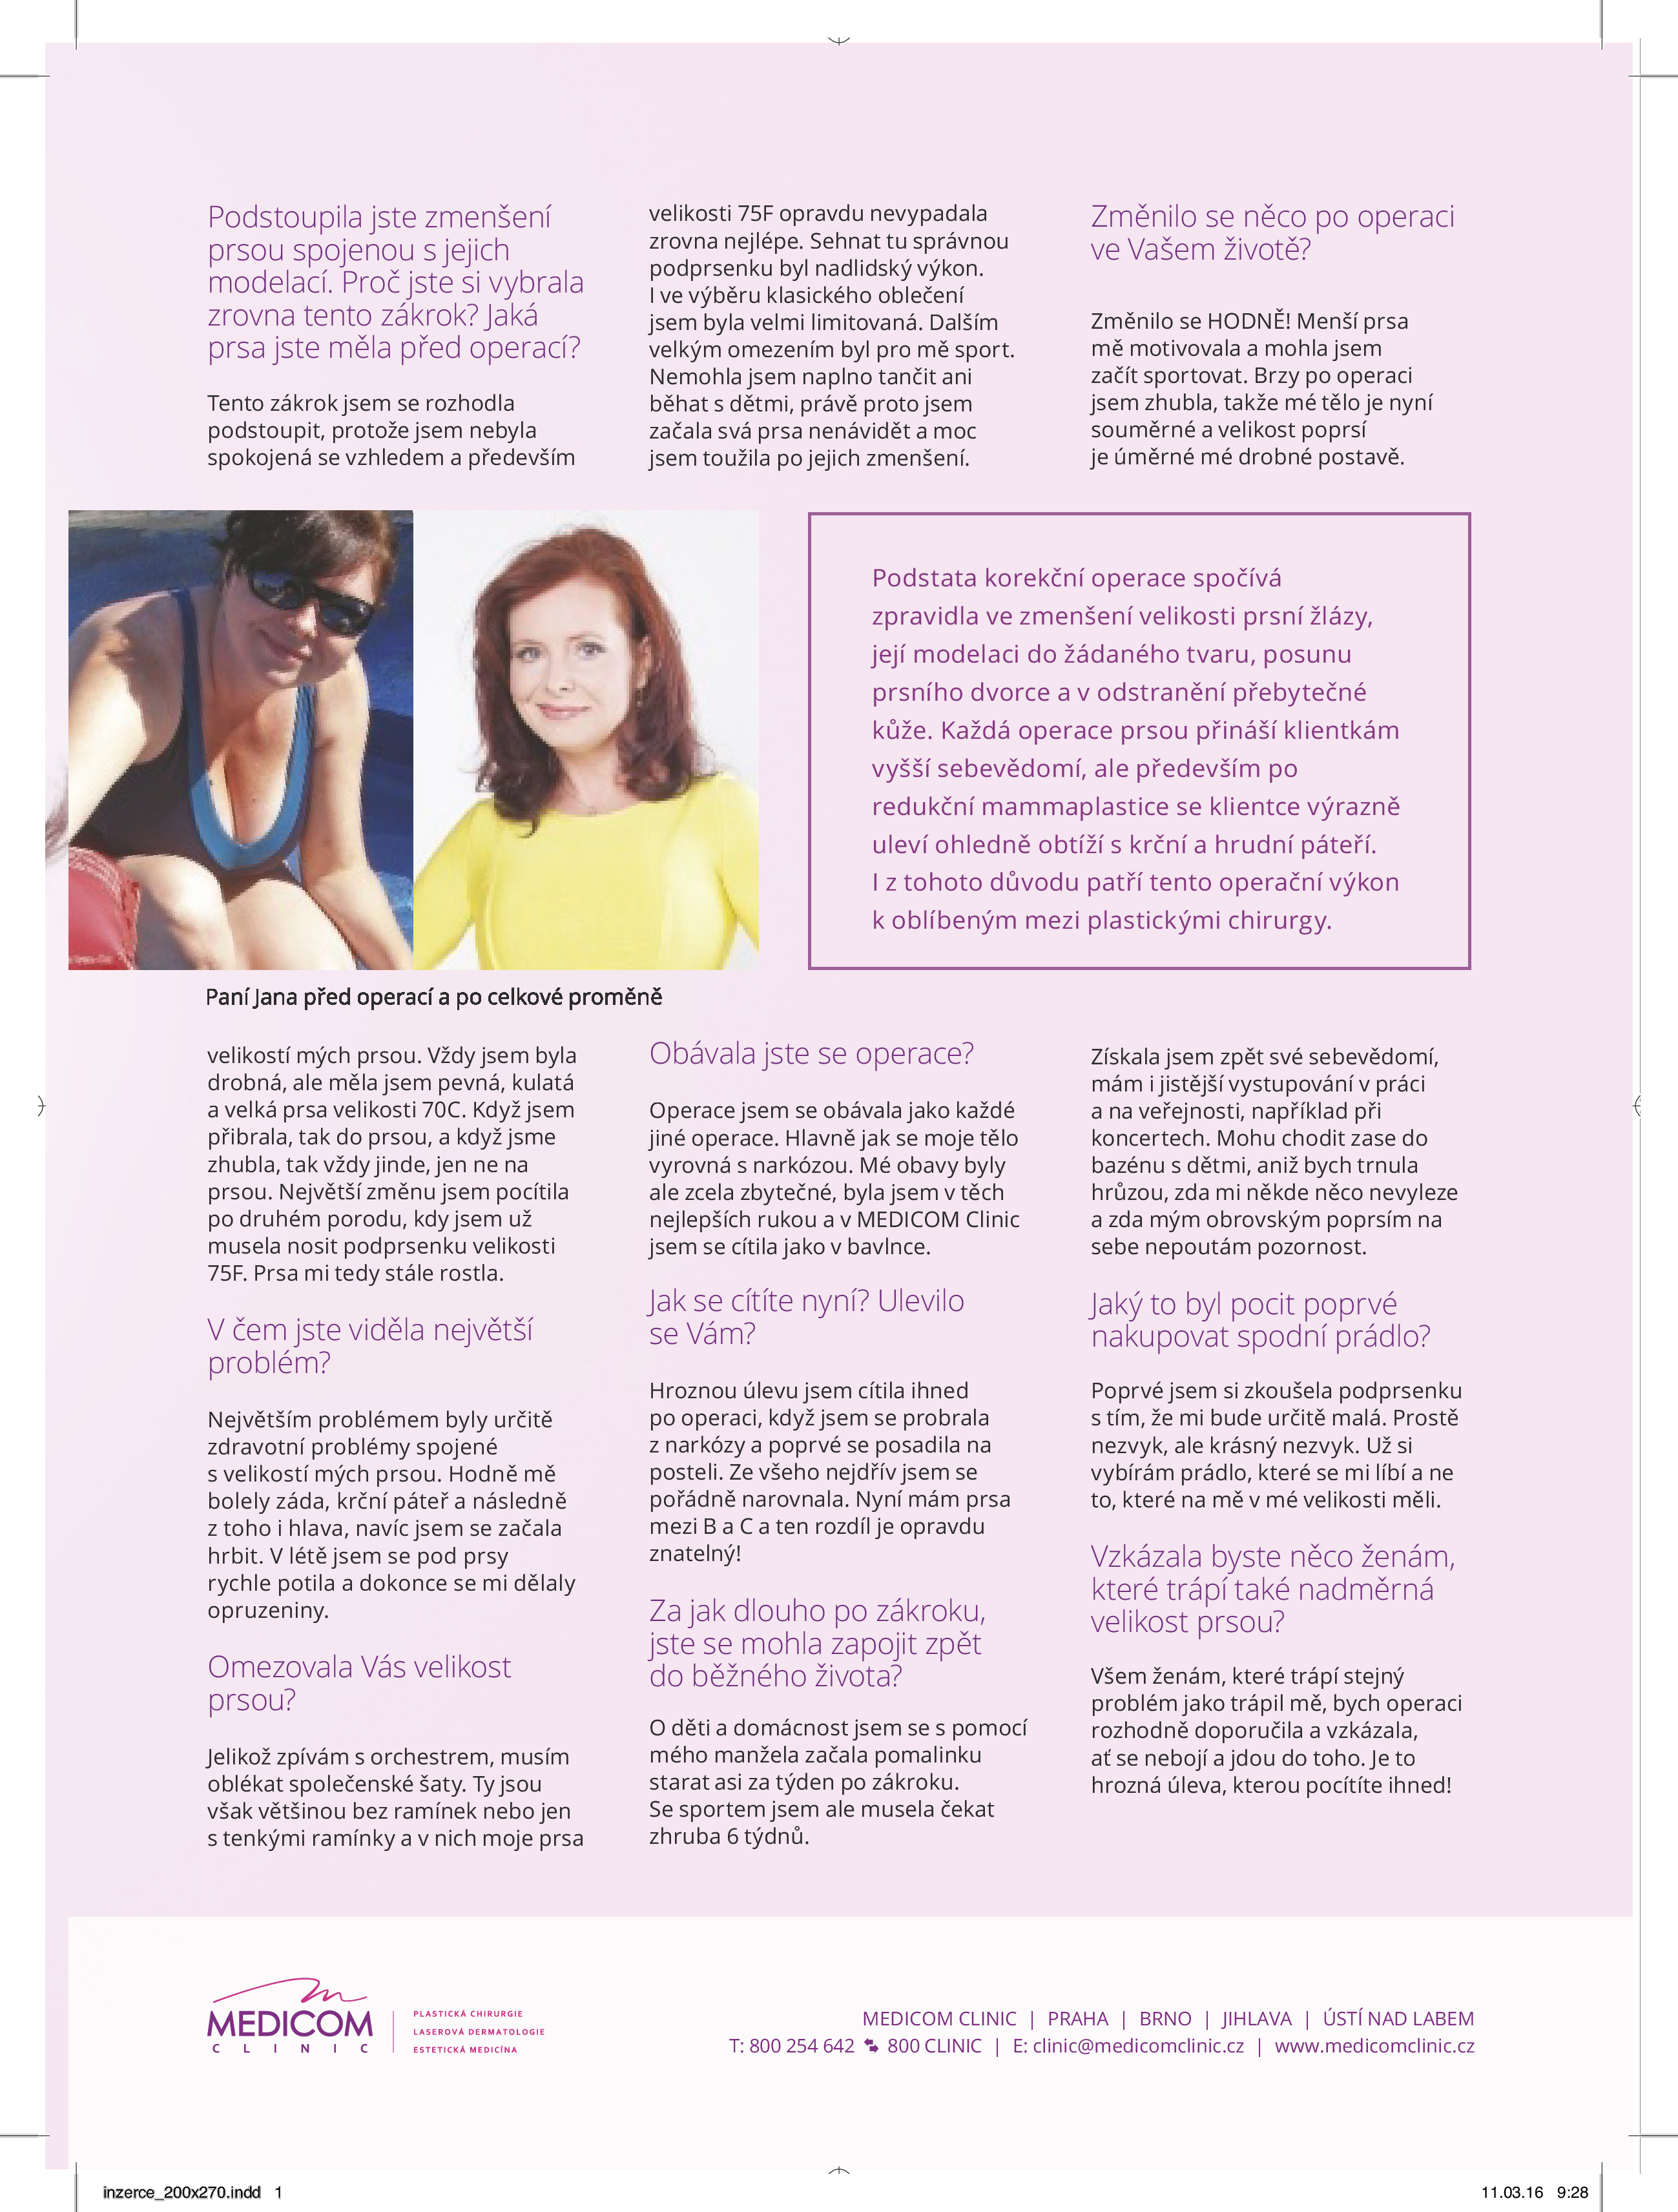 Podstoupila jste zmenšení
prsou spojenou s jejich
modelací. Proč jste si vybrala
zrovna tento zákrok? Jaká
prsa jste měla před operací?
Tento zákrok jsem se rozhodla
podstoupit, protože jsem nebyla
spokojená se vzhledem a především
velikostí mých prsou. Vždy jsem byla
drobná, ale měla jsem pevná, kulatá
a velká prsa velikosti 70C. Když jsem
přibrala, tak do prsou, a když jsme
zhubla, tak vždy jinde, jen ne na
prsou. Největší změnu jsem pocítila
po druhém porodu, kdy jsem už
musela nosit podprsenku velikosti
75F. Prsa mi tedy stále rostla.
V čem jste viděla největší
problém?
Největším problémem byly určitě
zdravotní problémy spojené
s velikostí mých prsou. Hodně mě
bolely záda, krční páteř a následně
z toho i hlava, navíc jsem se začala
hrbit. V létě jsem se pod prsy
rychle potila a dokonce se mi dělaly
opruzeniny.
Omezovala Vás velikost
prsou?
Jelikož zpívám s orchestrem, musím
oblékat společenské šaty. Ty jsou
však většinou bez ramínek nebo jen
s tenkými ramínky a v nich moje prsa
velikosti 75F opravdu nevypadala
zrovna nejlépe. Sehnat tu správnou
podprsenku byl nadlidský výkon.
I ve výběru klasického oblečení
jsem byla velmi limitovaná. Dalším
velkým omezením byl pro mě sport.
Nemohla jsem naplno tančit ani
běhat s dětmi, právě proto jsem
začala svá prsa nenávidět a moc
jsem toužila po jejich zmenšení.
Obávala jste se operace?
Operace jsem se obávala jako každé
jiné operace. Hlavně jak se moje tělo
vyrovná s narkózou. Mé obavy byly
ale zcela zbytečné, byla jsem v těch
nejlepších rukou a v MEDICOM Clinic
jsem se cítila jako v bavlnce.
Jak se cítíte nyní? Ulevilo
se Vám?
Hroznou úlevu jsem cítila ihned
po operaci, když jsem se probrala
z narkózy a poprvé se posadila na
posteli. Ze všeho nejdřív jsem se
pořádně narovnala. Nyní mám prsa
mezi B a C a ten rozdíl je opravdu
znatelný!
Za jak dlouho po zákroku,
jste se mohla zapojit zpět
do běžného života?
O děti a domácnost jsem se s pomocí
mého manžela začala pomalinku
starat asi za týden po zákroku.
Se sportem jsem ale musela čekat
zhruba 6 týdnů.
Změnilo se něco po operaci
ve Vašem životě?
Změnilo se HODNĚ! Menší prsa
mě motivovala a mohla jsem
začít sportovat. Brzy po operaci
jsem zhubla, takže mé tělo je nyní
souměrné a velikost poprsí
je úměrné mé drobné postavě.
Získala jsem zpět své sebevědomí,
mám i jistější vystupování v práci
a na veřejnosti, například při
koncertech. Mohu chodit zase do
bazénu s dětmi, aniž bych trnula
hrůzou, zda mi někde něco nevyleze
a zda mým obrovským poprsím na
sebe nepoutám pozornost.
Jaký to byl pocit poprvé
nakupovat spodní prádlo?
Poprvé jsem si zkoušela podprsenku
s tím, že mi bude určitě malá. Prostě
nezvyk, ale krásný nezvyk. Už si
vybírám prádlo, které se mi líbí a ne
to, které na mě v mé velikosti měli.
Vzkázala byste něco ženám,
které trápí také nadměrná
velikost prsou?
Všem ženám, které trápí stejný
problém jako trápil mě, bych operaci
rozhodně doporučila a vzkázala,
ať se nebojí a jdou do toho. Je to
hrozná úleva, kterou pocítíte ihned!
Paní Jana před operací a po celkové proměně
Podstata korekční operace spočívá
zpravidla ve zmenšení velikosti prsní žlázy,
její modelaci do žádaného tvaru, posunu
prsního dvorce a v odstranění přebytečné
kůže. Každá operace prsou přináší klientkám
vyšší sebevědomí, ale především po
redukční mammaplastice se klientce výrazně
uleví ohledně obtíží s krční a hrudní páteří.
I z tohoto důvodu patří tento operační výkon
k oblíbeným mezi plastickými chirurgy.
MEDICOM
CLINIC
PLASTICKÁ CHIRURGIE
LASEROVÁ DERMATOLOGIE
ESTETICKÁ MEDICÍNA
MEDICOM CLINIC | PRAHA | BRNO | JIHLAVA | ÚSTÍ NAD LABEM
T: 800 254 642 800 CLINIC | E: clinic@medicomclinic.cz | www.medicomclinic.cz
inzerce_200x270.indd 1
11.03.16 9:28